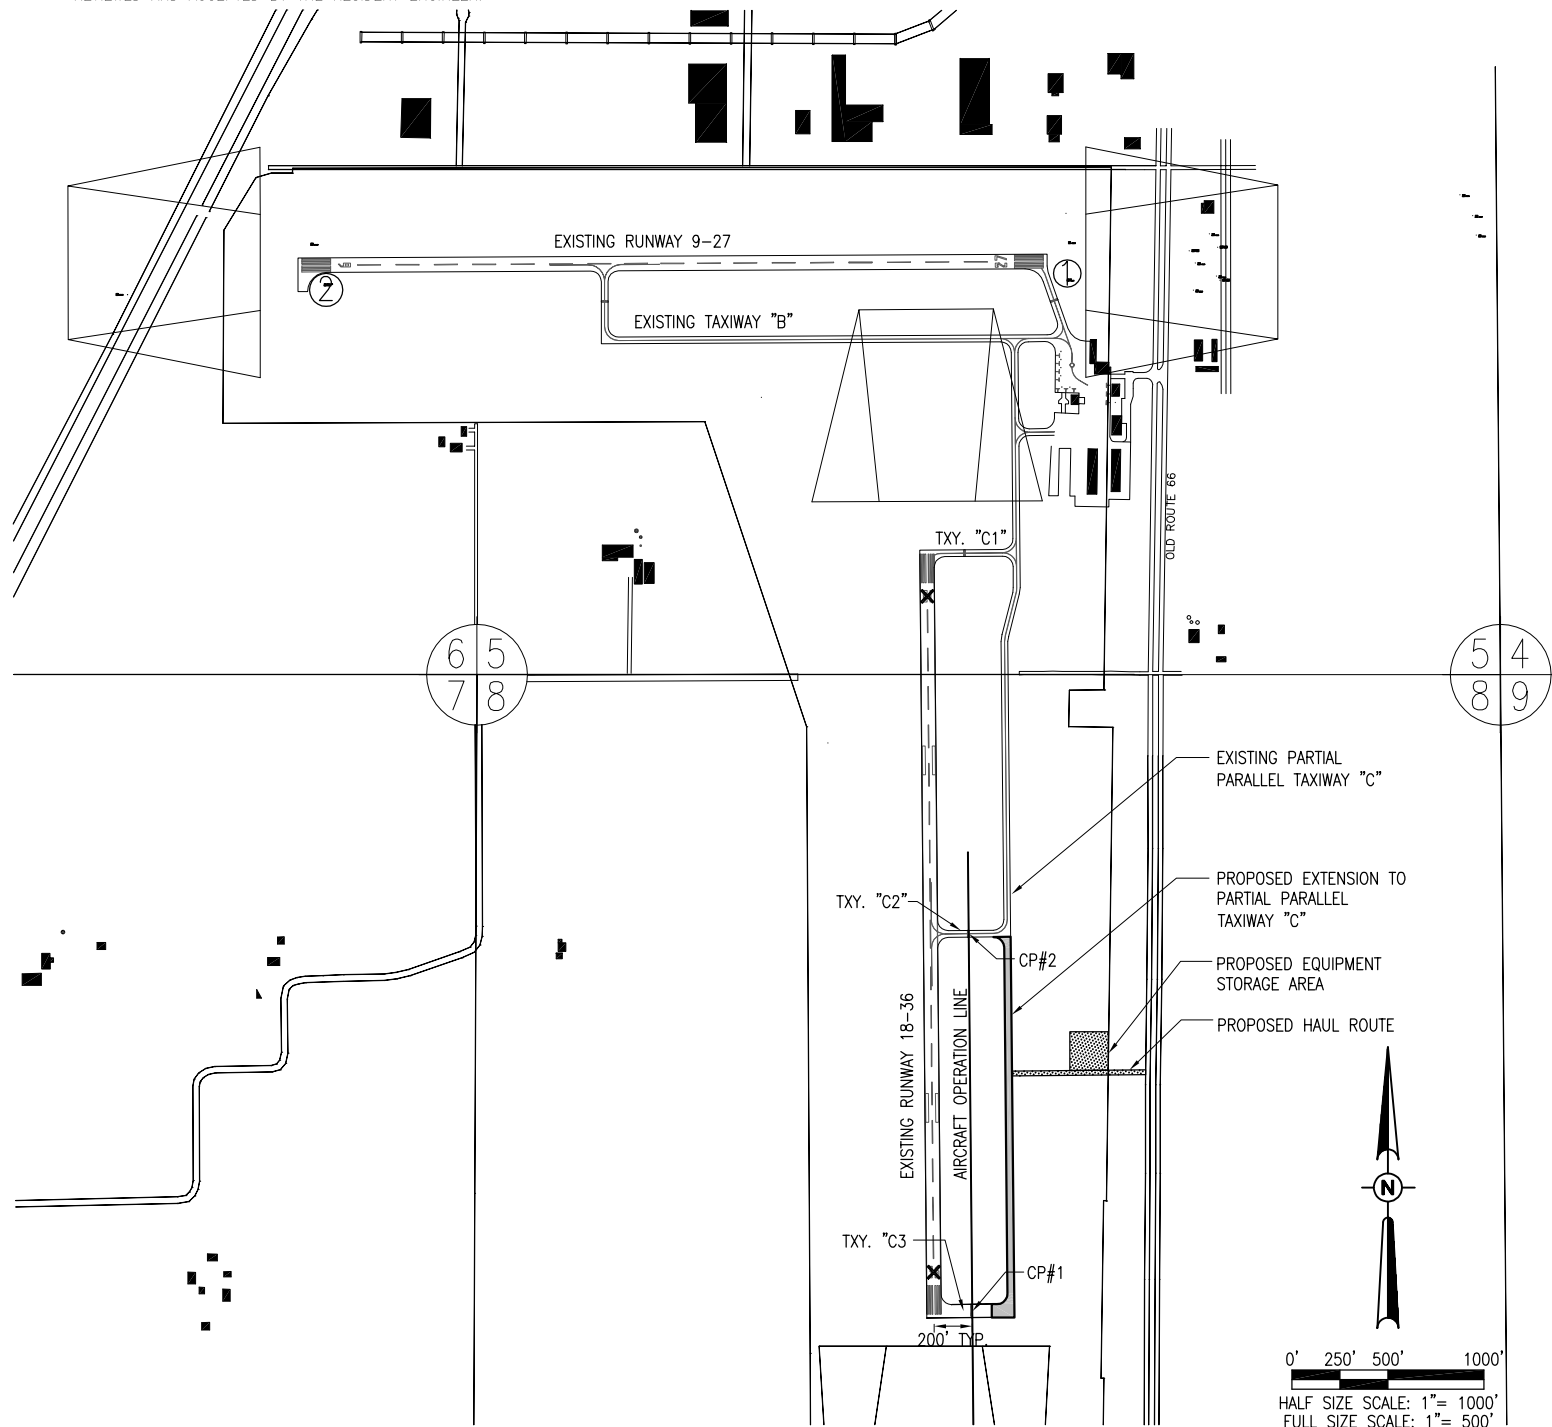 EXISTING RUNWAY 9-27
9
27
2
1
EXISTING TAXIWAY "B"
OLD ROUTE 66
TXY. "C1"
6 5
7 8
5 4
8 9
EXISTING PARTIAL
PARALLEL TAXIWAY "C"
PROPOSED EXTENSION TO
PARTIAL PARALLEL
TAXIWAY "C"
TXY. "C2"
CP#2
PROPOSED EQUIPMENT
STORAGE AREA
EXISTING RUNWAY 18-36
AIRCRAFT OPERATION LINE
PROPOSED HAUL ROUTE
N
TXY. "C3
CP#1
200' TYP.
0' 250' 500' 1000'
HALF SIZE SCALE: 1"= 1000'
FULL SIZE SCALE: 1"= 500'